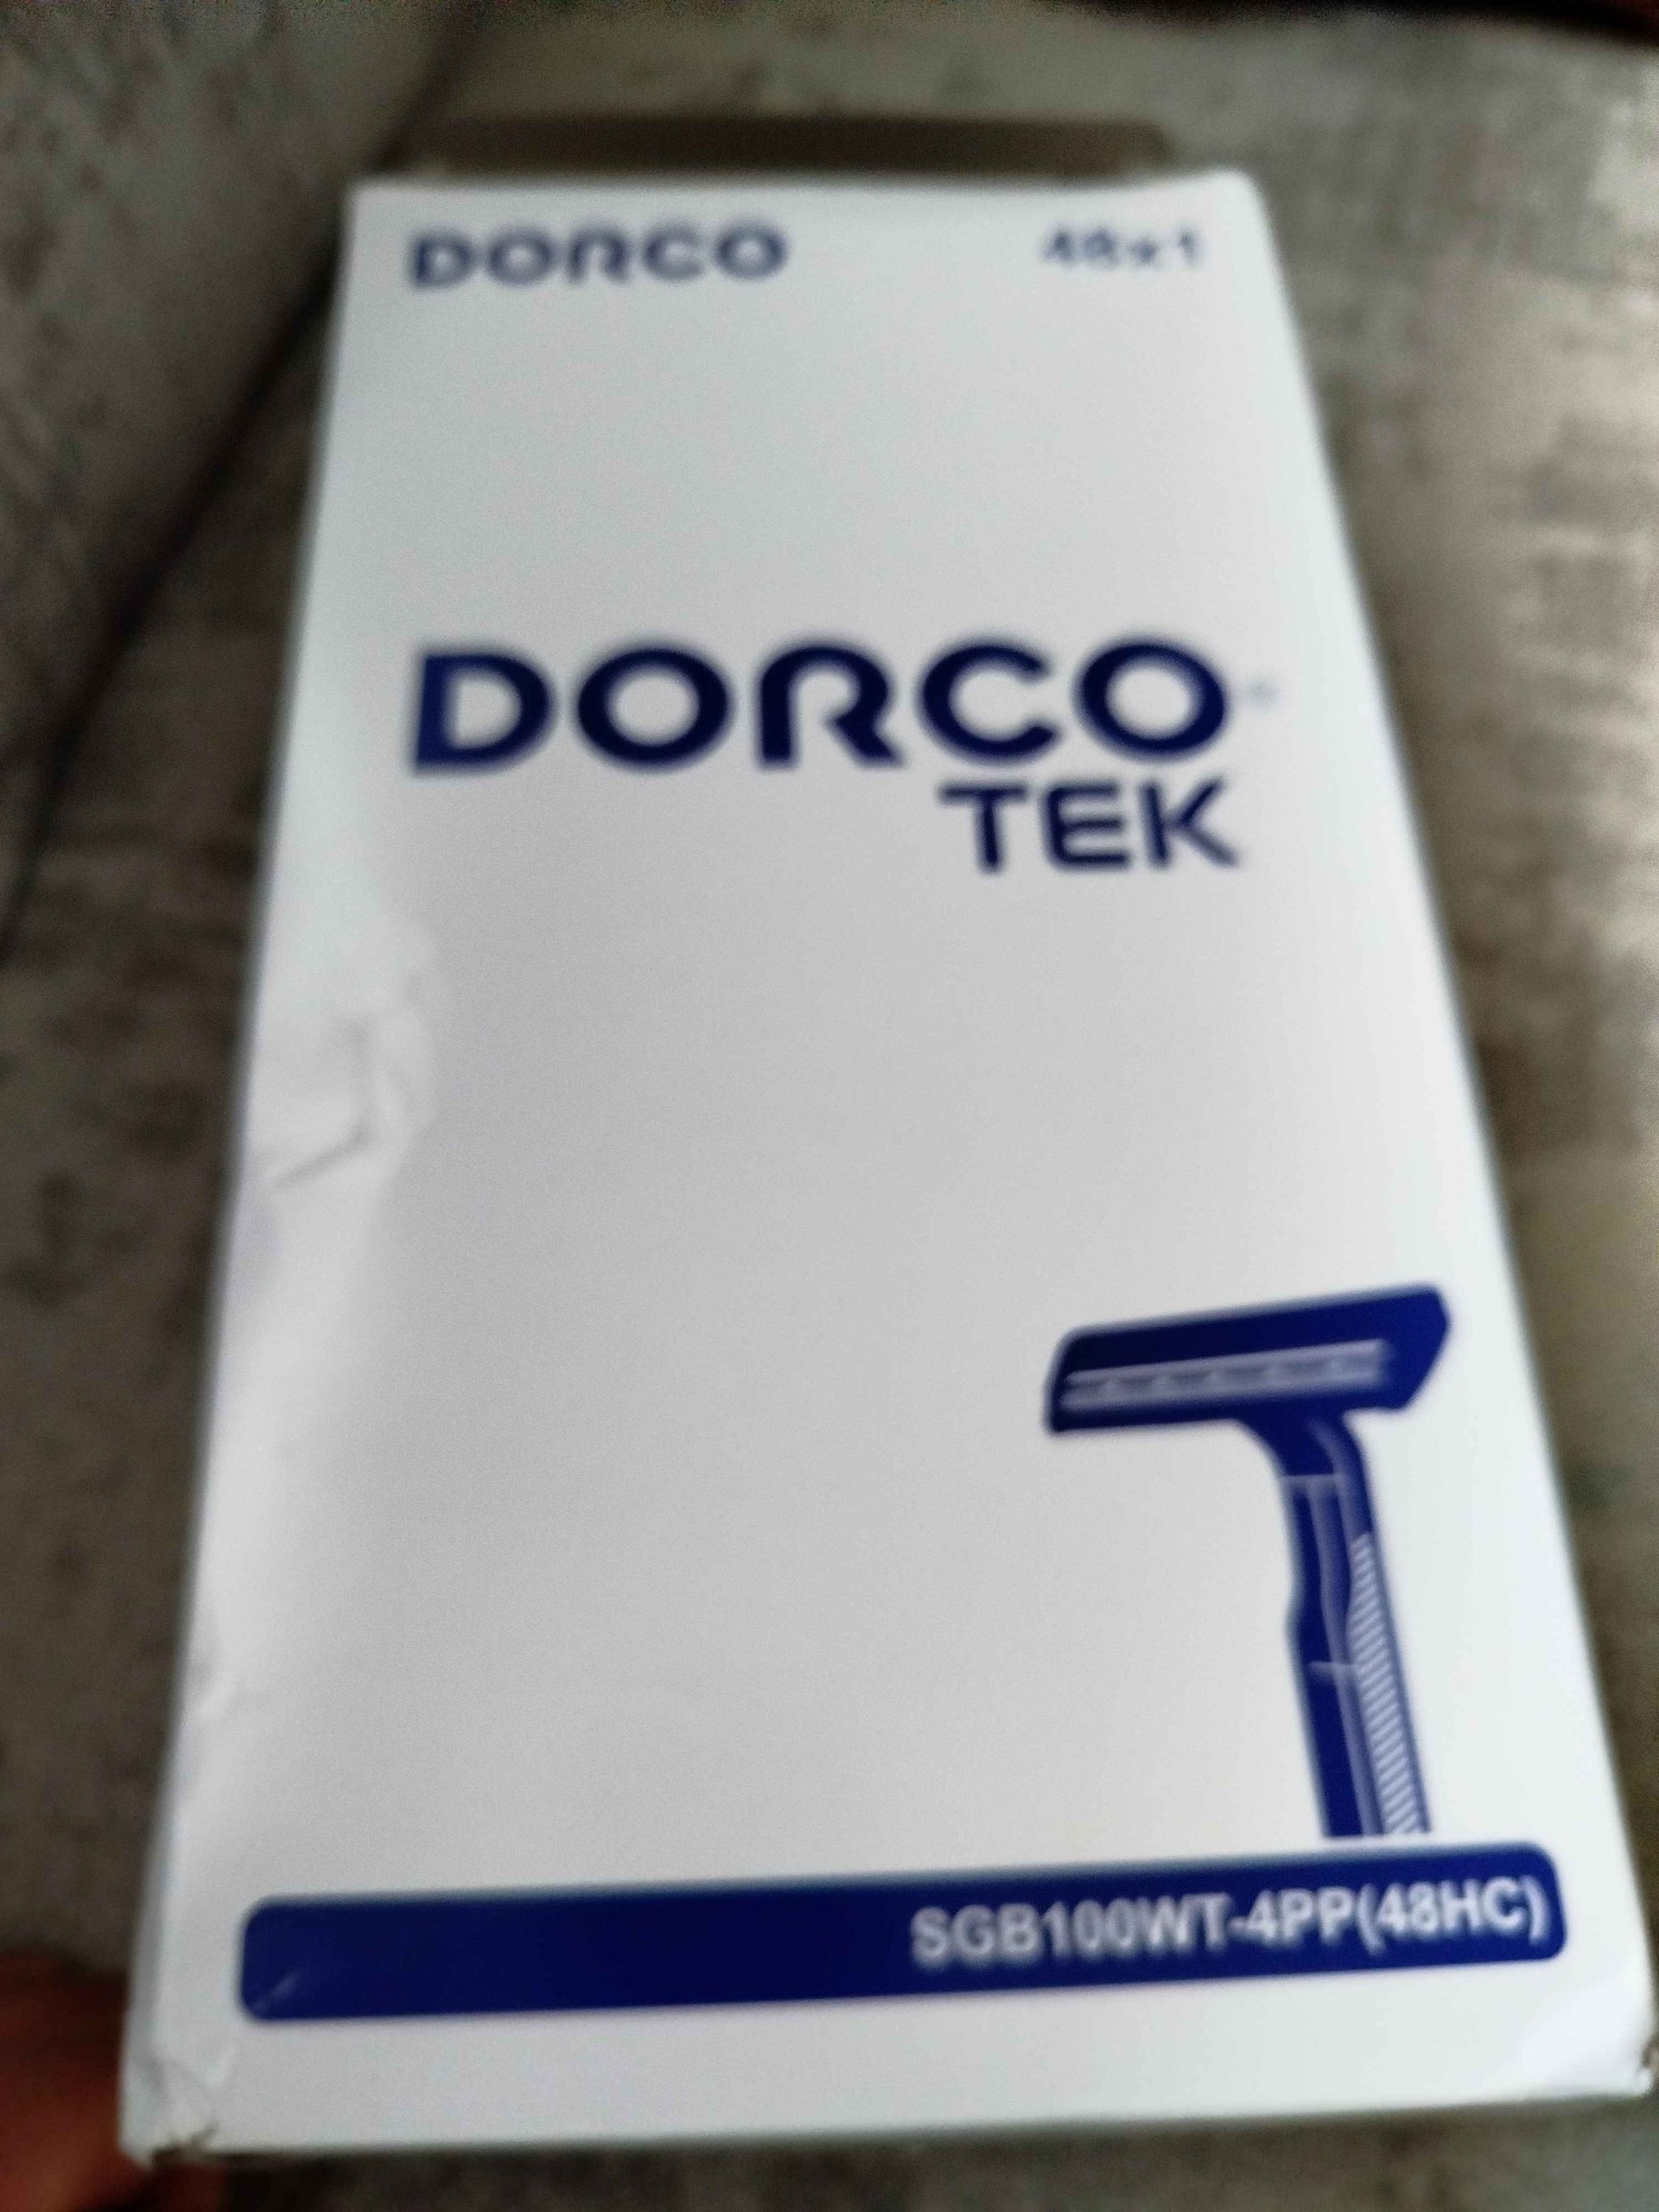 DORCO 48x1
DORCO
TEK
SGB100WT-4PP(48HC)